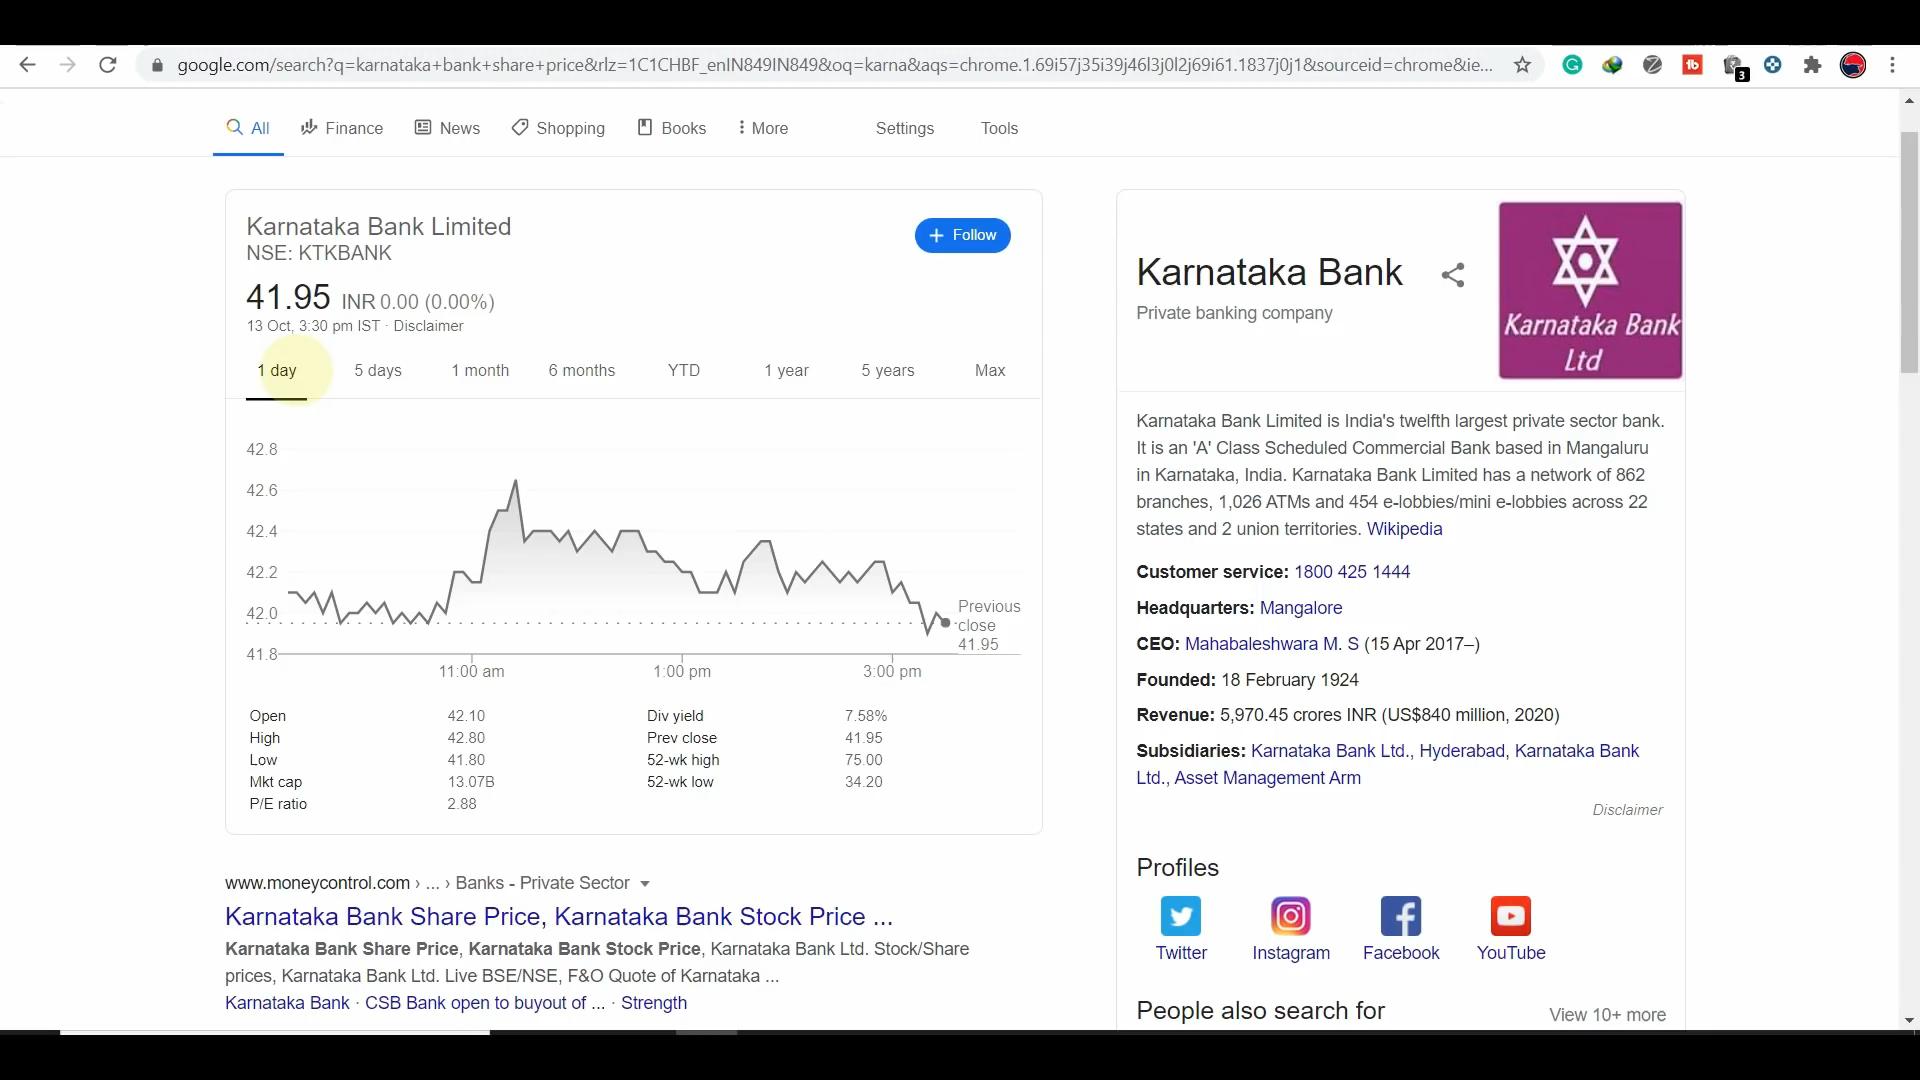 google.com/search?q=karnataka+bank+share+price&rlz=1C1CHBF_enIN849IN849&oq=karna&aqs=chrome.1.69i57j35i39j46l3j0l2j69i61.1837j0j1&sourceid=chrome&ie...
3
All
Finance
News
Shopping
Books
More
Settings
Tools
Karnataka Bank Limited
NSE: KTKBANK
Follow
41.95 INR 0.00 (0.00%)
13 Oct, 3:30 pm IST · Disclaimer
1 day
5 days
1 month
6 months
YTD
1 year
5 years
Max
42.8
42.6
42.4
42.2
42.0
41.8
Previous
close
41.95
11:00 am
1:00 pm
3:00 pm
Open 42.10 Div yield 7.58%
High 42.80 Prev close 41.95
Low 41.80 52-wk high 75.00
Mkt cap 13.07B 52-wk low 34.20
P/E ratio 2.88
www.moneycontrol.com › ... › Banks - Private Sector
Karnataka Bank Share Price, Karnataka Bank Stock Price ...
Karnataka Bank Share Price, Karnataka Bank Stock Price, Karnataka Bank Ltd. Stock/Share
prices, Karnataka Bank Ltd. Live BSE/NSE, F&O Quote of Karnataka ...
Karnataka Bank · CSB Bank open to buyout of ... · Strength
Karnataka Bank
Private banking company
Karnataka Bank
Ltd
Karnataka Bank Limited is India's twelfth largest private sector bank.
It is an 'A' Class Scheduled Commercial Bank based in Mangaluru
in Karnataka, India. Karnataka Bank Limited has a network of 862
branches, 1,026 ATMs and 454 e-lobbies/mini e-lobbies across 22
states and 2 union territories. Wikipedia
Customer service: 1800 425 1444
Headquarters: Mangalore
CEO: Mahabaleshwara M. S (15 Apr 2017–)
Founded: 18 February 1924
Revenue: 5,970.45 crores INR (US$840 million, 2020)
Subsidiaries: Karnataka Bank Ltd., Hyderabad, Karnataka Bank
Ltd., Asset Management Arm
Disclaimer
Profiles
Twitter
Instagram
Facebook
YouTube
People also search for
View 10+ more